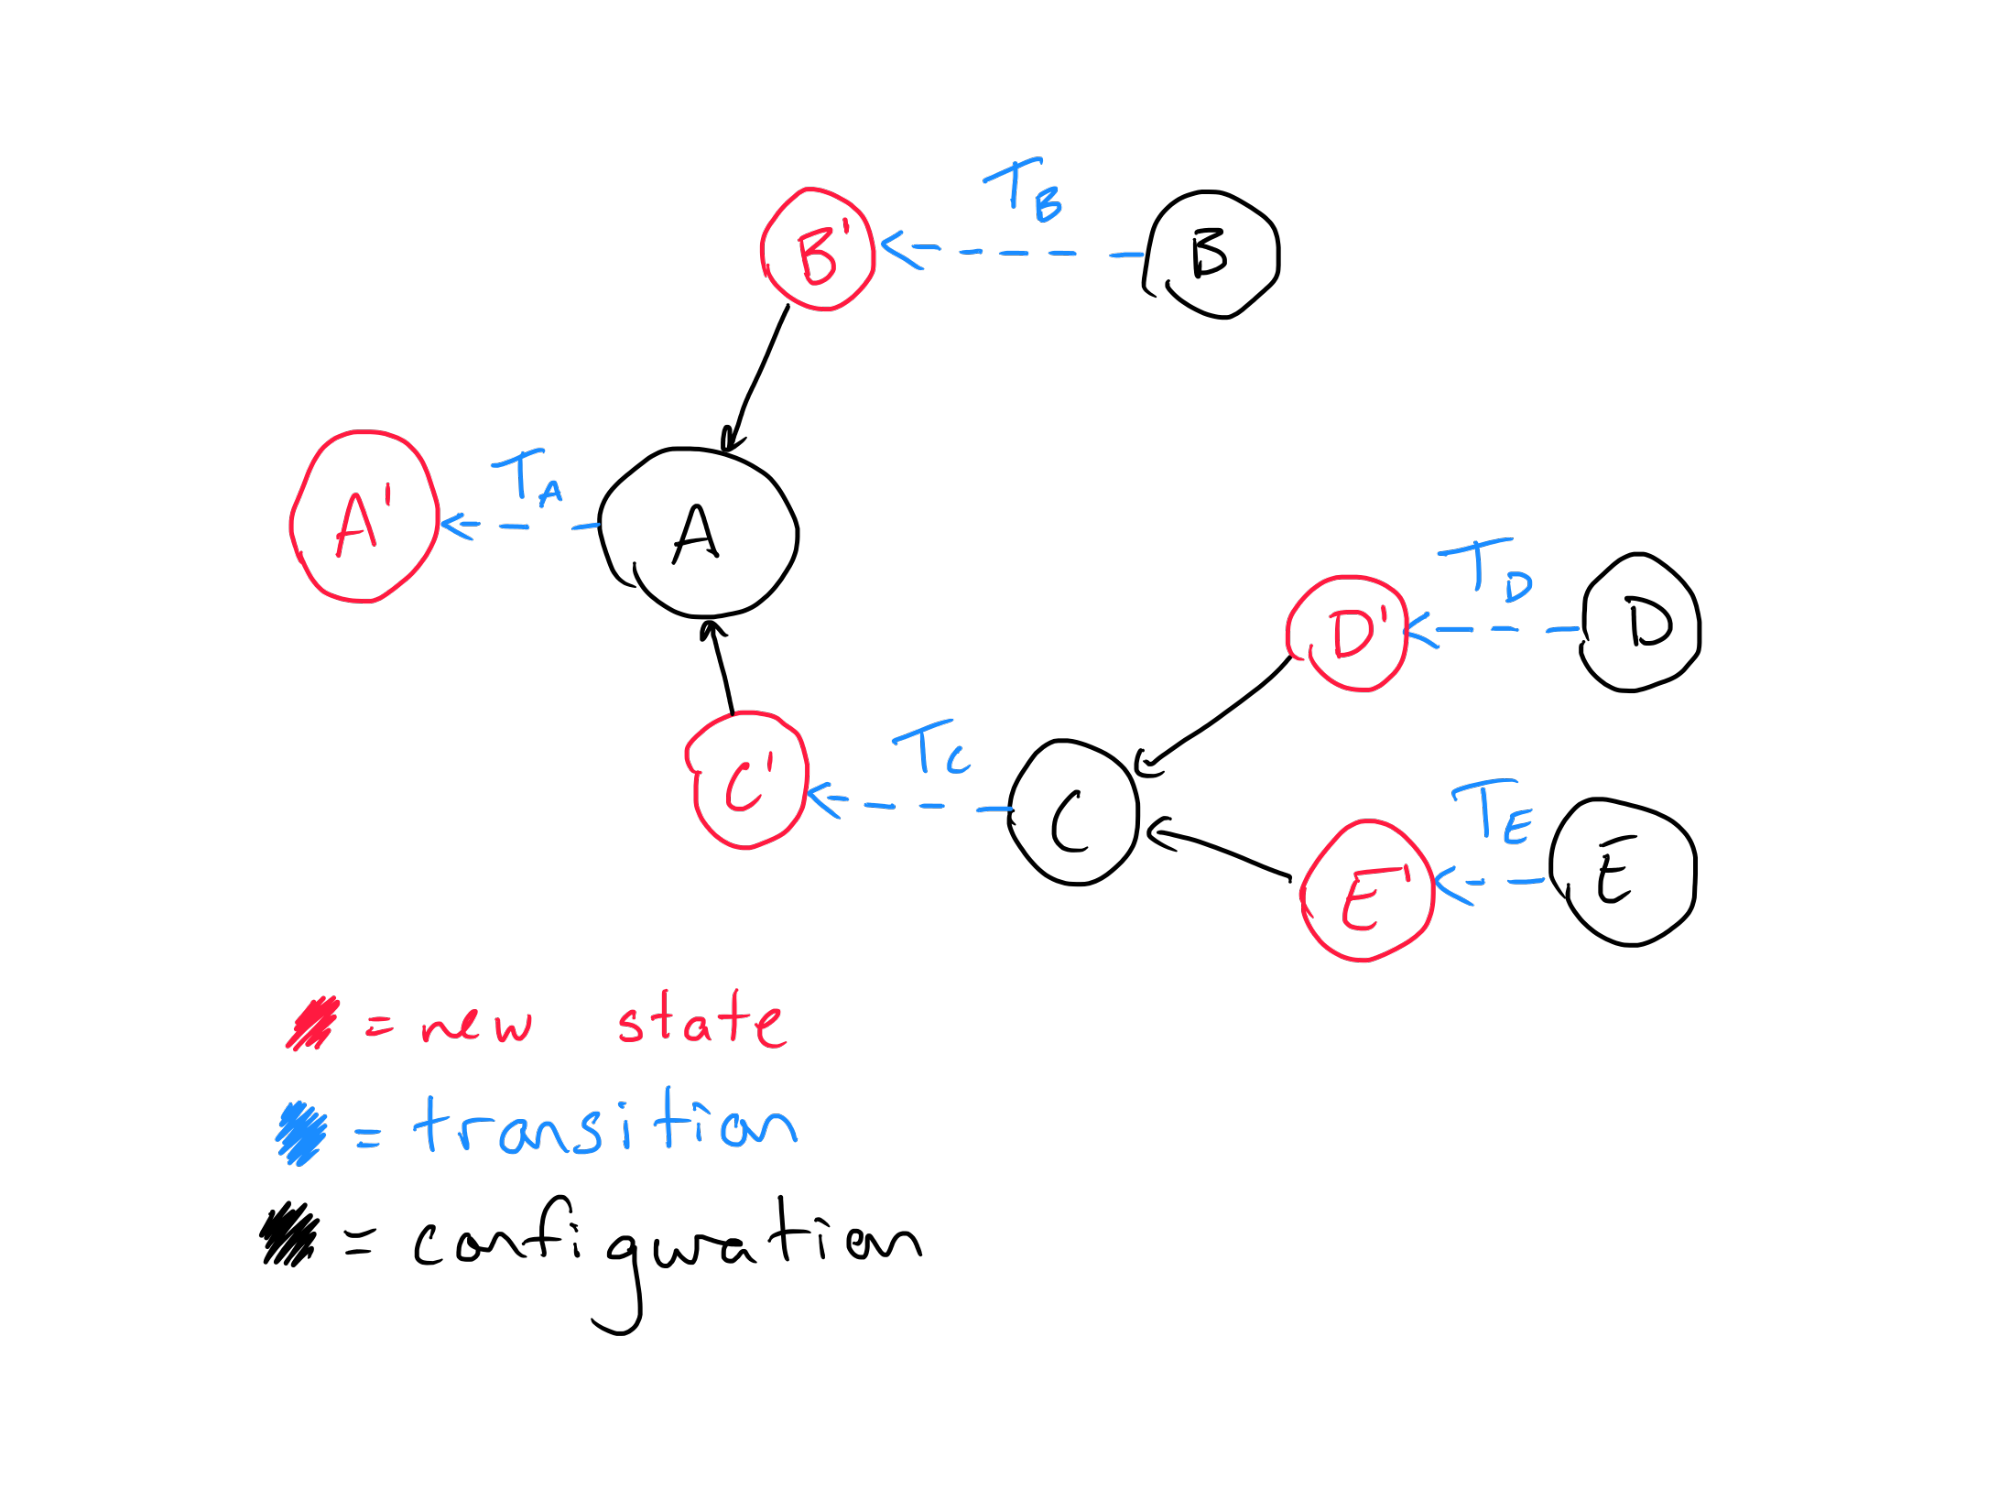 T_B
B'
B
T_A
A'
A
T_D
D'
D
T_C
C'
C
T_E
E'
E
= new state
= transition
= configuration